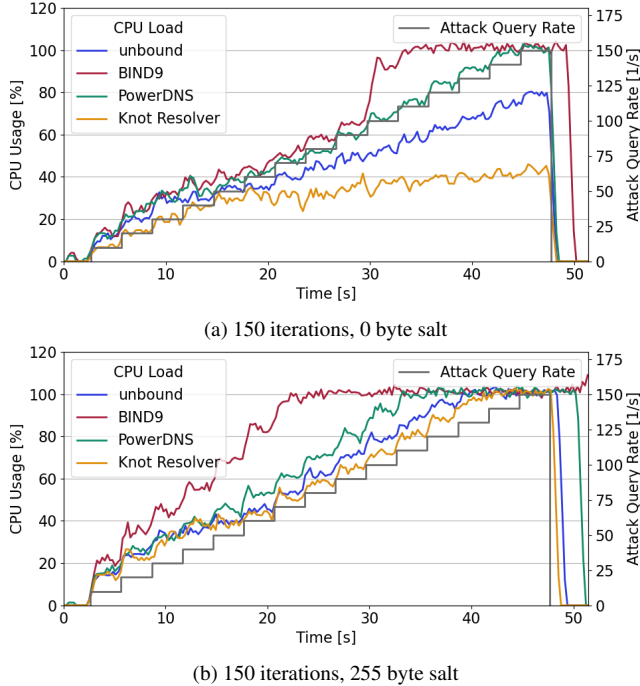 CPU Load
unbound
BIND9
PowerDNS
Knot Resolver
Attack Query Rate
CPU Usage [%]
0
20
40
60
80
100
120
Attack Query Rate [1/s]
0
25
50
75
100
125
150
175
0 10 20 30 40 50
Time [s]
(a) 150 iterations, 0 byte salt
CPU Load
unbound
BIND9
PowerDNS
Knot Resolver
Attack Query Rate
CPU Usage [%]
0
20
40
60
80
100
120
Attack Query Rate [1/s]
0
25
50
75
100
125
150
175
0 10 20 30 40 50
Time [s]
(b) 150 iterations, 255 byte salt